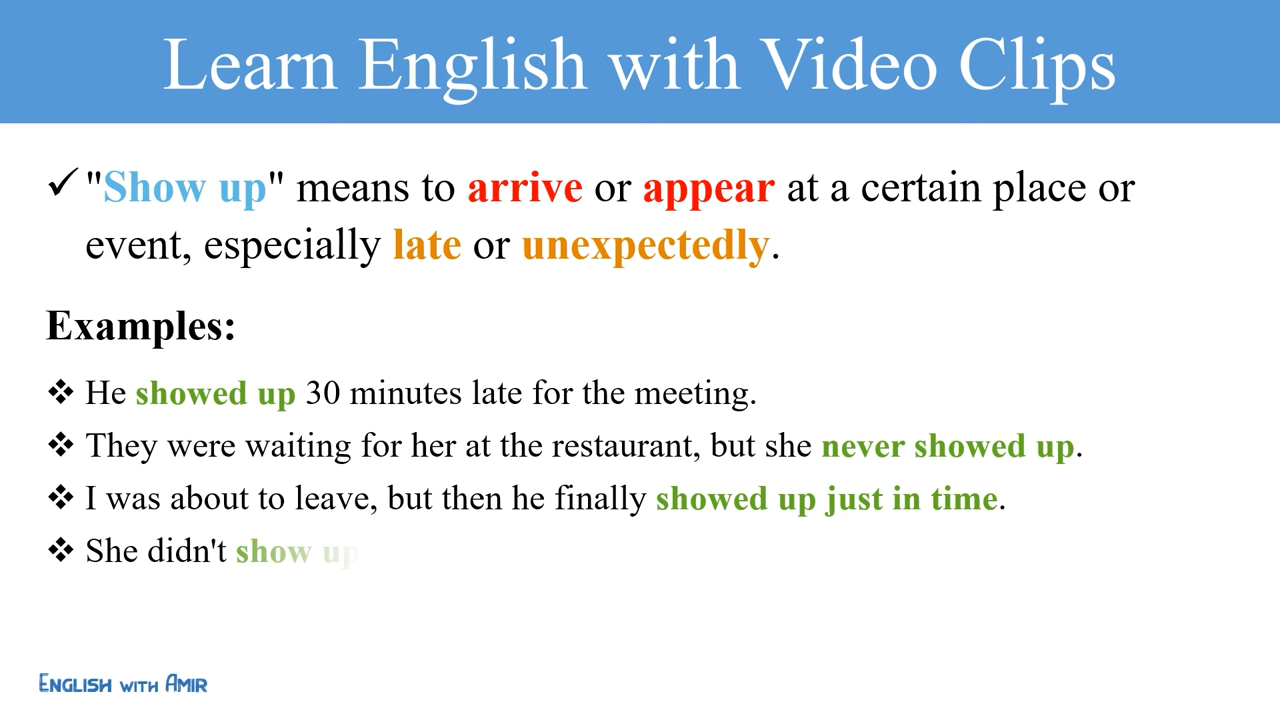 Learn English with Video Clips
✓ "Show up" means to arrive or appear at a certain place or
event, especially late or unexpectedly.
Examples:
❖ He showed up 30 minutes late for the meeting.
❖ They were waiting for her at the restaurant, but she never showed up.
❖ I was about to leave, but then he finally showed up just in time.
❖ She didn't show up
English with Amir